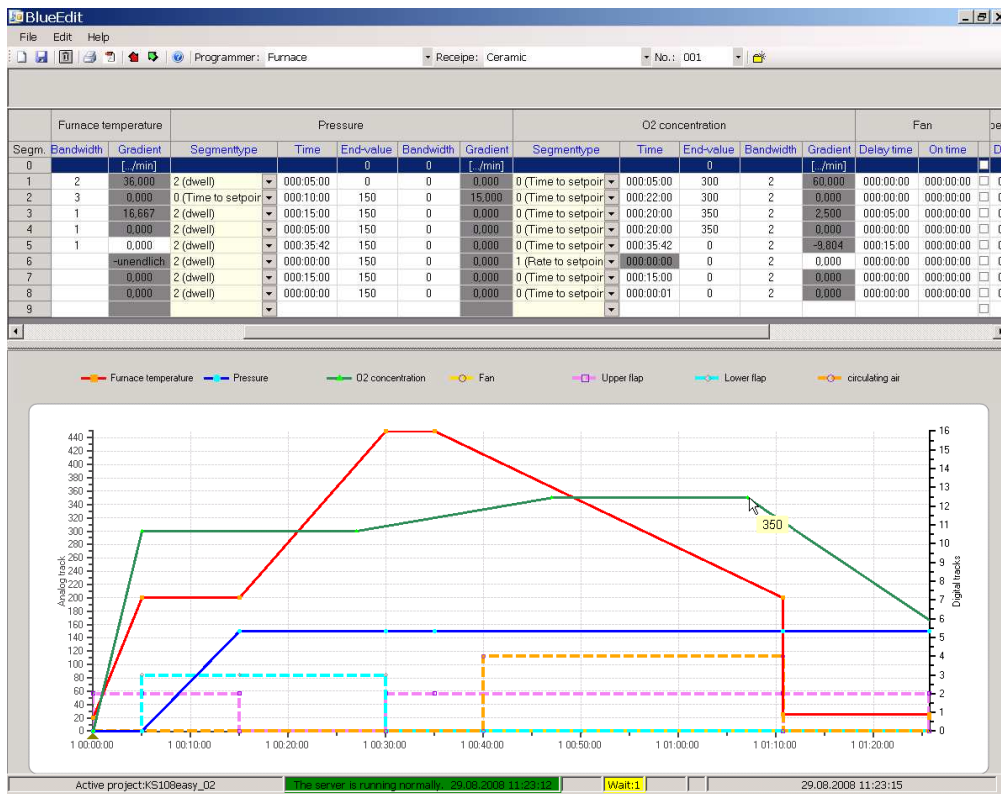 BlueEdit
File Edit Help
Programmer: Furnace Receipe: Ceramic No.: 001
Furnace temperature Pressure O2 concentration Fan
Segm. Bandwidth Gradient Segmenttype Time End-value Bandwidth Gradient Segmenttype Time End-value Bandwidth Gradient Delay time On time
0 [../min] 0 0 [../min] 0 [../min]
1 2 36,000 2 (dwell) 000:05:00 0 0 0,000 0 (Time to setpoir 000:05:00 300 2 60,000 000:00:00 000:00:00
2 3 0,000 0 (Time to setpoir 000:10:00 150 0 15,000 0 (Time to setpoir 000:22:00 300 2 0,000 000:00:00 000:00:00
3 1 16,667 2 (dwell) 000:15:00 150 0 0,000 0 (Time to setpoir 000:20:00 350 2 2,500 000:05:00 000:00:00
4 1 0,000 2 (dwell) 000:05:00 150 0 0,000 0 (Time to setpoir 000:20:00 350 2 0,000 000:00:00 000:00:00
5 1 0,000 2 (dwell) 000:35:42 150 0 0,000 0 (Time to setpoir 000:35:42 0 2 -9,804 000:15:00 000:00:00
6 -unendlich 2 (dwell) 000:00:00 150 0 0,000 1 (Rate to setpoir 000:00:00 0 2 0,000 000:00:00 000:00:00
7 0,000 2 (dwell) 000:15:00 150 0 0,000 0 (Time to setpoir 000:15:00 0 2 0,000 000:00:00 000:00:00
8 0,000 2 (dwell) 000:00:00 150 0 0,000 0 (Time to setpoir 000:00:01 0 2 0,000 000:00:00 000:00:00
9
Furnace temperature Pressure O2 concentration Fan Upper flap Lower flap circulating air
Analog track
440
420
400
380
360
340
320
300
280
260
240
220
200
180
160
140
120
100
80
60
40
20
0
350
16
15
14
13
12
11
10
9
8
7
6
5
4
3
2
1
0
Digital tracks
1 00:00:00 1 00:10:00 1 00:20:00 1 00:30:00 1 00:40:00 1 00:50:00 1 01:00:00 1 01:10:00 1 01:20:00
Active project:KS108easy_02 The server is running normally. 29.08.2008 11:23:12 Wait:1 29.08.2008 11:23:15